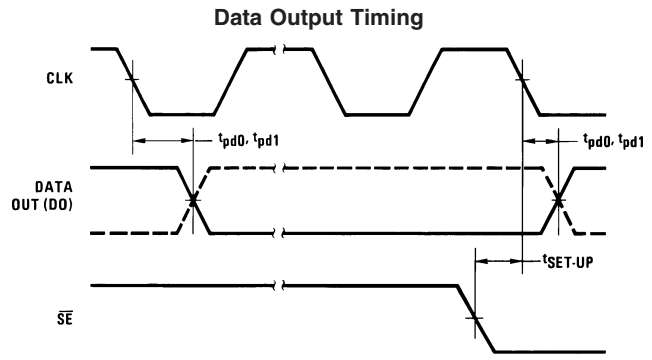 Data Output Timing
CLK
tpd0, tpd1
tpd0, tpd1
DATA
OUT (DO)
tSET-UP
SE